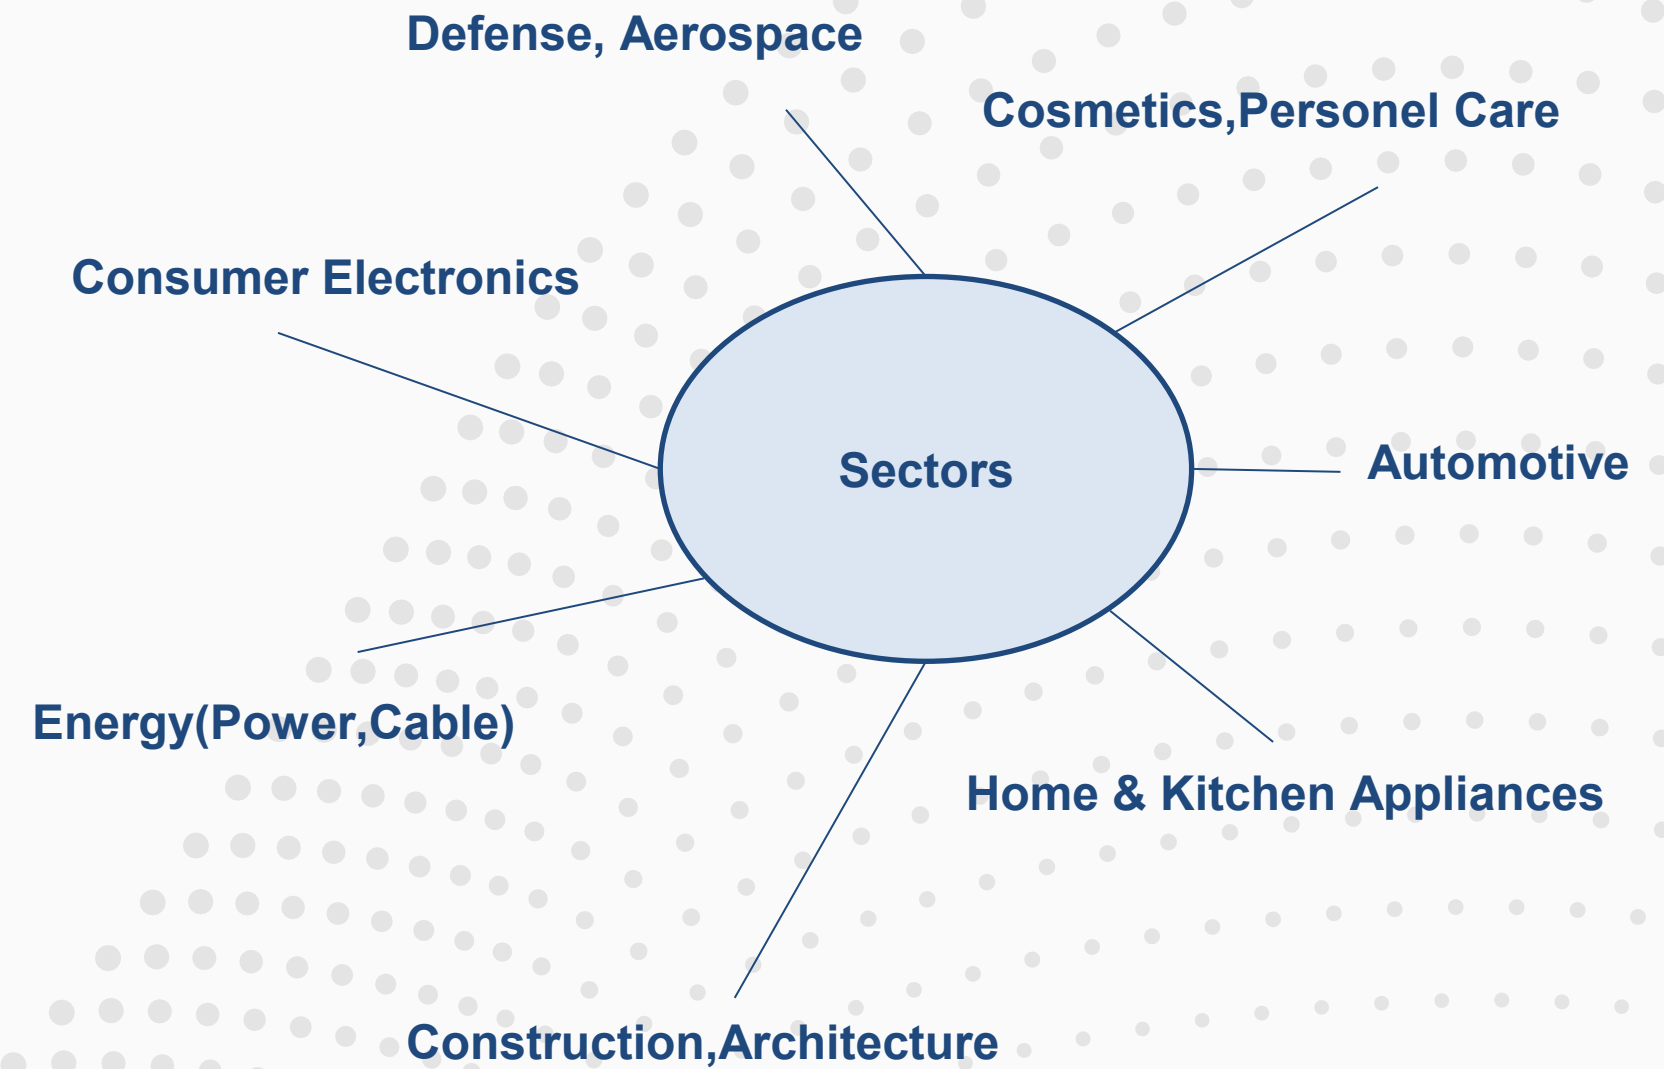 Defense, Aerospace
Cosmetics,Personel Care
Consumer Electronics
Sectors
Automotive
Energy(Power,Cable)
Home & Kitchen Appliances
Construction,Architecture